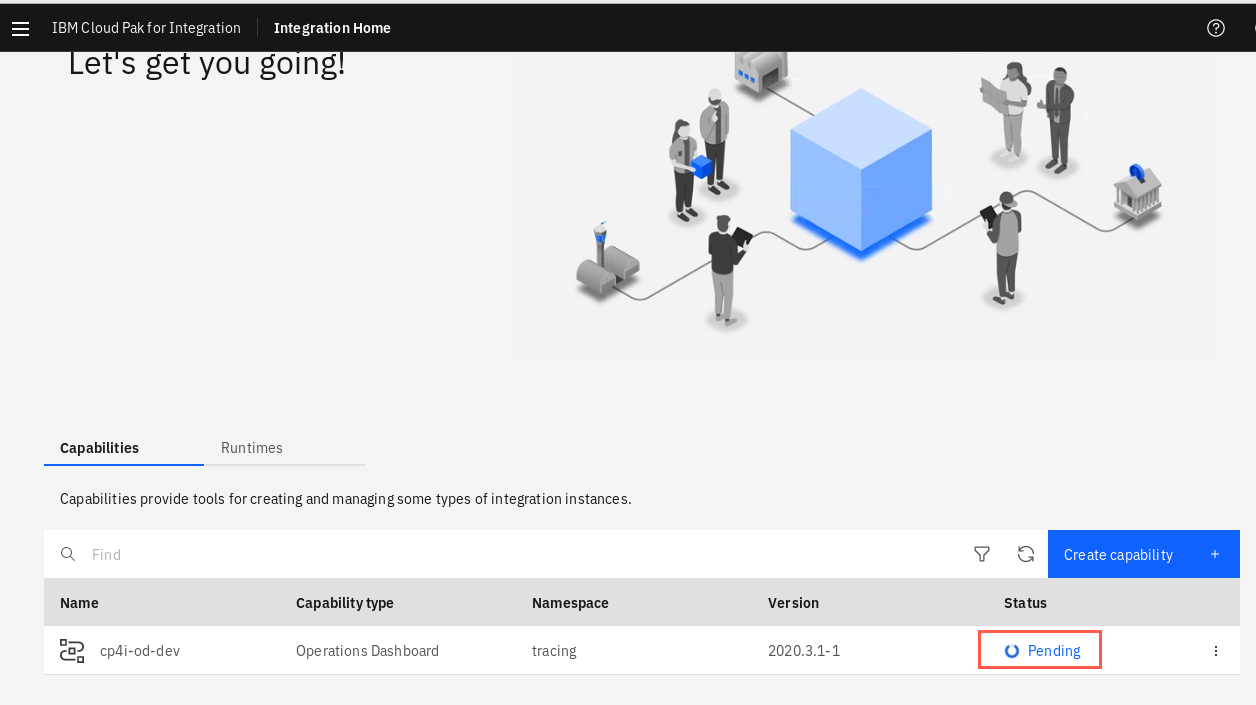 IBM Cloud Pak for Integration Integration Home
Let's get you going!
Capabilities Runtimes
Capabilities provide tools for creating and managing some types of integration instances.
Find Create capability +
Name Capability type Namespace Version Status
cp4i-od-dev Operations Dashboard tracing 2020.3.1-1 Pending